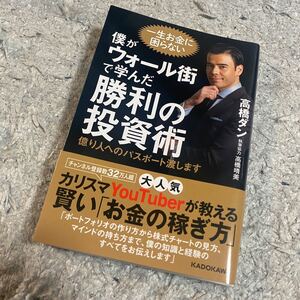 一生お金に困らない
僕が
ウォール街
で学んだ
勝利の
投資術
億り人へのパスポート渡します
高橋ダン
高橋靖英
チャンネル登録数32万人超
大人気
カリスマYouTuberが教える
賢い「お金の稼ぎ方」
「ポートフォリオの作り方から株式チャートの見方、
マインドの持ち方まで、僕の知識と経験の
すべてをお伝えします」
KADOKAWA